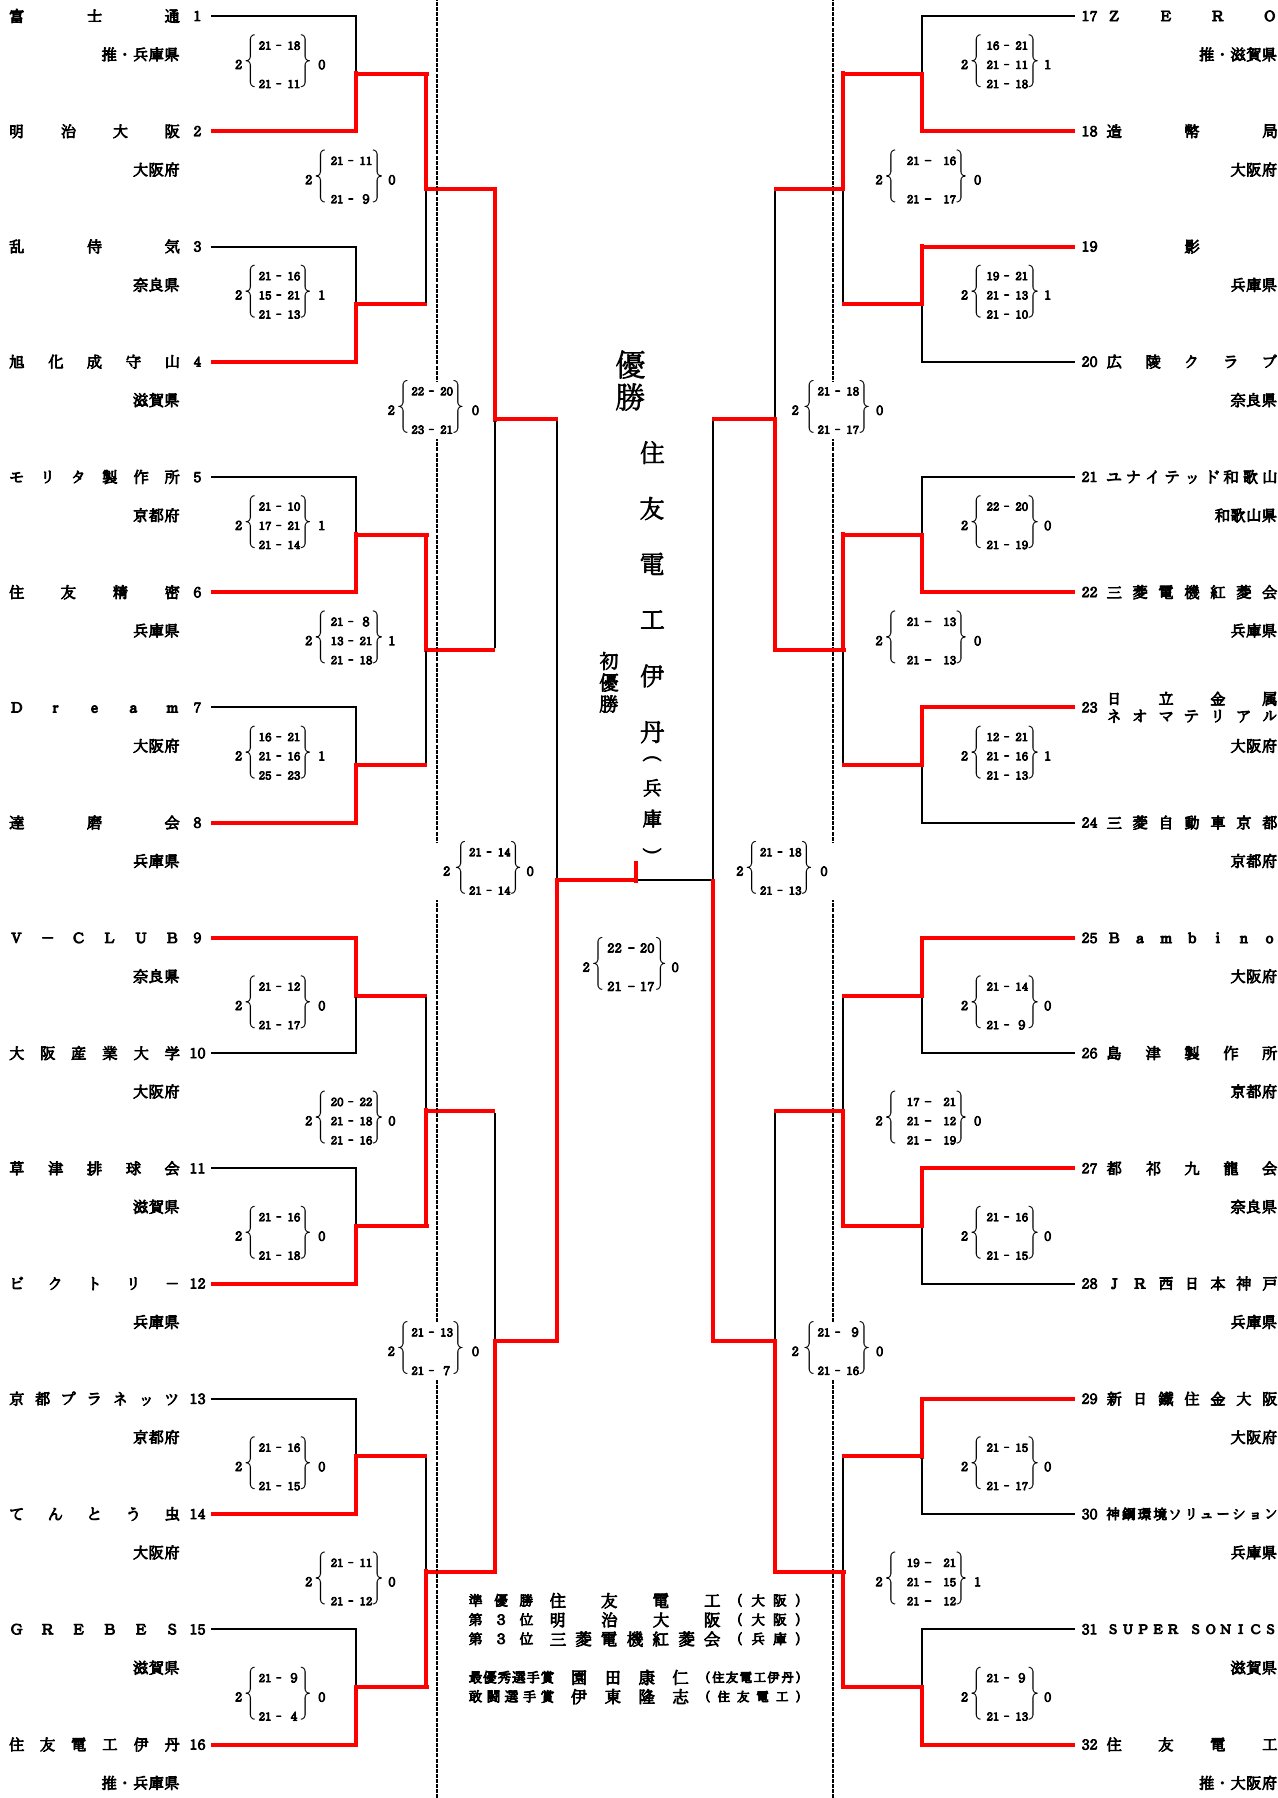 富士通 1
推・兵庫県
2 21 - 18 0
21 - 11
明治大阪 2
大阪府
2 21 - 11 0
21 - 9
乱侍気 3
奈良県
21 - 16
2 15 - 21 1
21 - 13
旭化成守山 4
滋賀県
2 22 - 20 0
23 - 21
モリタ製作所 5
京都府
21 - 10
2 17 - 21 1
21 - 14
住友精密 6
兵庫県
21 - 8
2 13 - 21 1
21 - 18
Dream 7
大阪府
16 - 21
2 21 - 16 1
25 - 23
達磨会 8
兵庫県
2 21 - 14 0
21 - 14
V－CLUB 9
奈良県
2 21 - 12 0
21 - 17
大阪産業大学 10
大阪府
20 - 22
2 21 - 18 0
21 - 16
草津排球会 11
滋賀県
2 21 - 16 0
21 - 18
ビクトリー 12
兵庫県
2 21 - 13 0
21 - 7
京都プラネッツ 13
京都府
2 21 - 16 0
21 - 15
てんとう虫 14
大阪府
2 21 - 11 0
21 - 12
GREBES 15
滋賀県
2 21 - 9 0
21 - 4
住友電工伊丹 16
推・兵庫県
優勝
住友電工伊丹(兵庫)
初優勝
2 22 - 20 0
21 - 17
準優勝 住友電工 (大阪)
第3位 明治大阪 (大阪)
第3位 三菱電機紅菱会 (兵庫)
最優秀選手賞 園田康仁 (住友電工伊丹)
敢闘選手賞 伊東隆志 (住友電工)
17 ZERO
推・滋賀県
16 - 21
2 21 - 11 1
21 - 18
18 造幣局
大阪府
2 21 - 16 0
21 - 17
19 影
兵庫県
19 - 21
2 21 - 13 1
21 - 10
20 広陵クラブ
奈良県
2 21 - 18 0
21 - 17
21 ユナイテッド和歌山
和歌山県
2 22 - 20 0
21 - 19
22 三菱電機紅菱会
兵庫県
2 21 - 13 0
21 - 13
23 日立金属
ネオマテリアル
大阪府
12 - 21
2 21 - 16 1
21 - 13
24 三菱自動車京都
京都府
2 21 - 18 0
21 - 13
25 Bambino
大阪府
2 21 - 14 0
21 - 9
26 島津製作所
京都府
17 - 21
2 21 - 12 0
21 - 19
27 都祁九龍会
奈良県
2 21 - 16 0
21 - 15
28 JR西日本神戸
兵庫県
2 21 - 9 0
21 - 16
29 新日鐵住金大阪
大阪府
2 21 - 15 0
21 - 17
30 神鋼環境ソリューション
兵庫県
19 - 21
2 21 - 15 1
21 - 12
31 SUPER SONICS
滋賀県
2 21 - 9 0
21 - 13
32 住友電工
推・大阪府